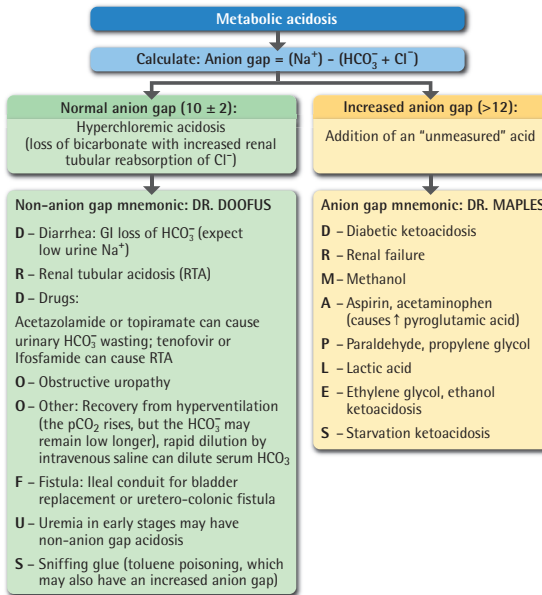 Metabolic acidosis
Calculate: Anion gap = (Na⁺) - (HCO₃⁻ + Cl⁻)
Normal anion gap (10 ± 2):
Hyperchloremic acidosis
(loss of bicarbonate with increased renal
tubular reabsorption of Cl⁻)
Non-anion gap mnemonic: DR. DOOFUS
D – Diarrhea: GI loss of HCO₃⁻ (expect
low urine Na⁺)
R – Renal tubular acidosis (RTA)
D – Drugs:
Acetazolamide or topiramate can cause
urinary HCO₃⁻ wasting; tenofovir or
Ifosfamide can cause RTA
O – Obstructive uropathy
O – Other: Recovery from hyperventilation
(the pCO₂ rises, but the HCO₃⁻ may
remain low longer), rapid dilution by
intravenous saline can dilute serum HCO₃
F – Fistula: Ileal conduit for bladder
replacement or uretero-colonic fistula
U – Uremia in early stages may have
non-anion gap acidosis
S – Sniffing glue (toluene poisoning, which
may also have an increased anion gap)
Increased anion gap (>12):
Addition of an "unmeasured" acid
Anion gap mnemonic: DR. MAPLES
D – Diabetic ketoacidosis
R – Renal failure
M – Methanol
A – Aspirin, acetaminophen
(causes ↑ pyroglutamic acid)
P – Paraldehyde, propylene glycol
L – Lactic acid
E – Ethylene glycol, ethanol
ketoacidosis
S – Starvation ketoacidosis